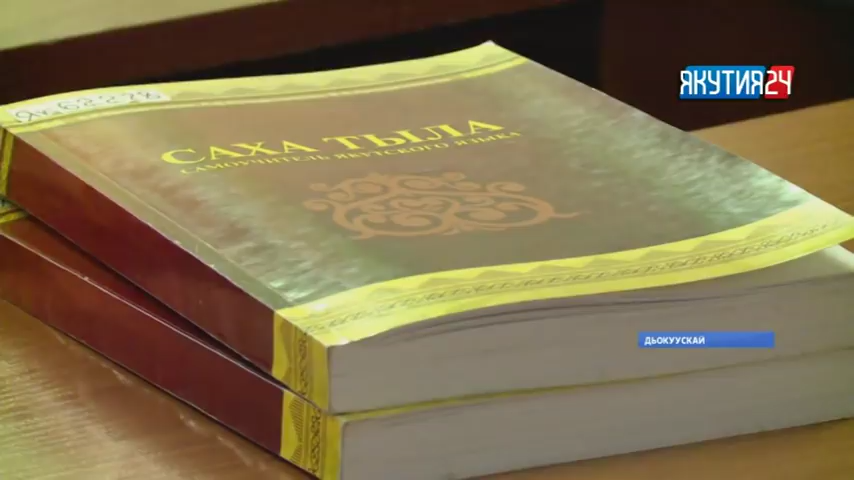 ЯКУТИЯ24
САХА ТЫЛА
САМОУЧИТЕЛЬ ЯКУТСКОГО ЯЗЫКА
ДЬОКУУСКАЙ